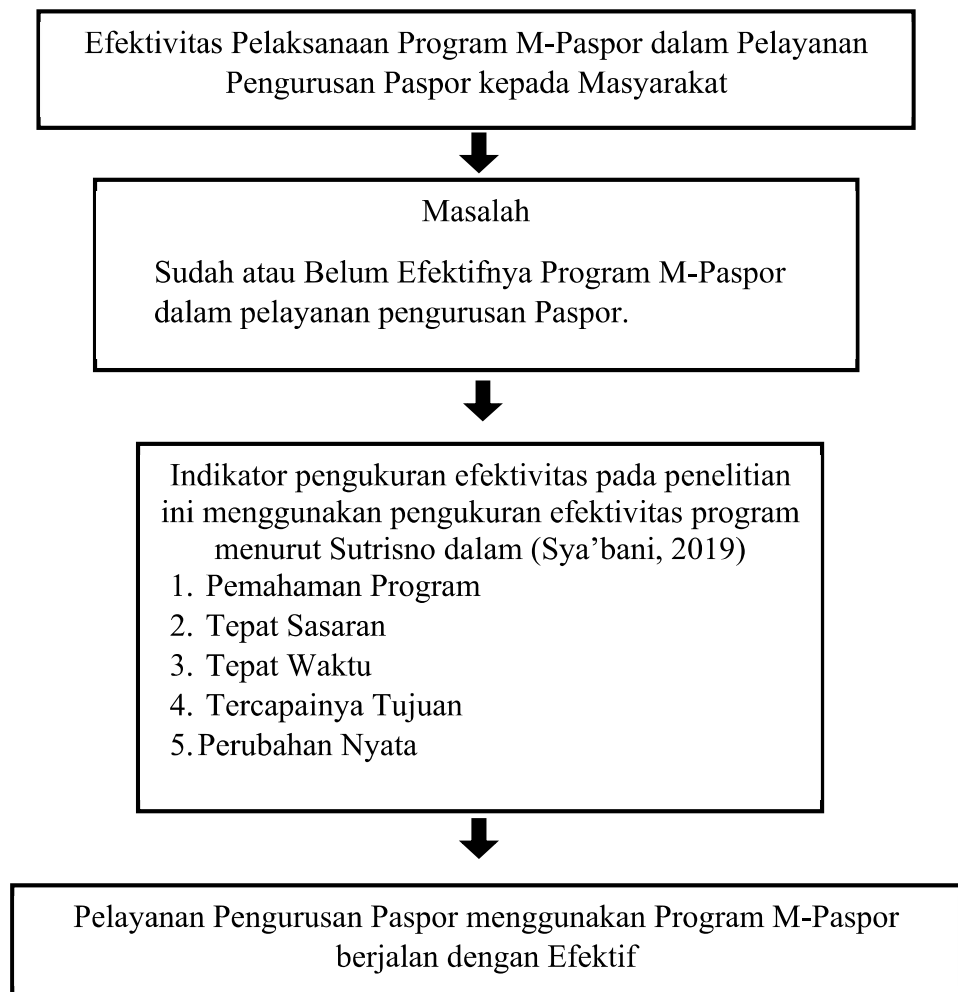 Efektivitas Pelaksanaan Program M-Paspor dalam Pelayanan
Pengurusan Paspor kepada Masyarakat
Masalah
Sudah atau Belum Efektifnya Program M-Paspor
dalam pelayanan pengurusan Paspor.
Indikator pengukuran efektivitas pada penelitian
ini menggunakan pengukuran efektivitas program
menurut Sutrisno dalam (Sya’bani, 2019)
1. Pemahaman Program
2. Tepat Sasaran
3. Tepat Waktu
4. Tercapainya Tujuan
5. Perubahan Nyata
Pelayanan Pengurusan Paspor menggunakan Program M-Paspor
berjalan dengan Efektif